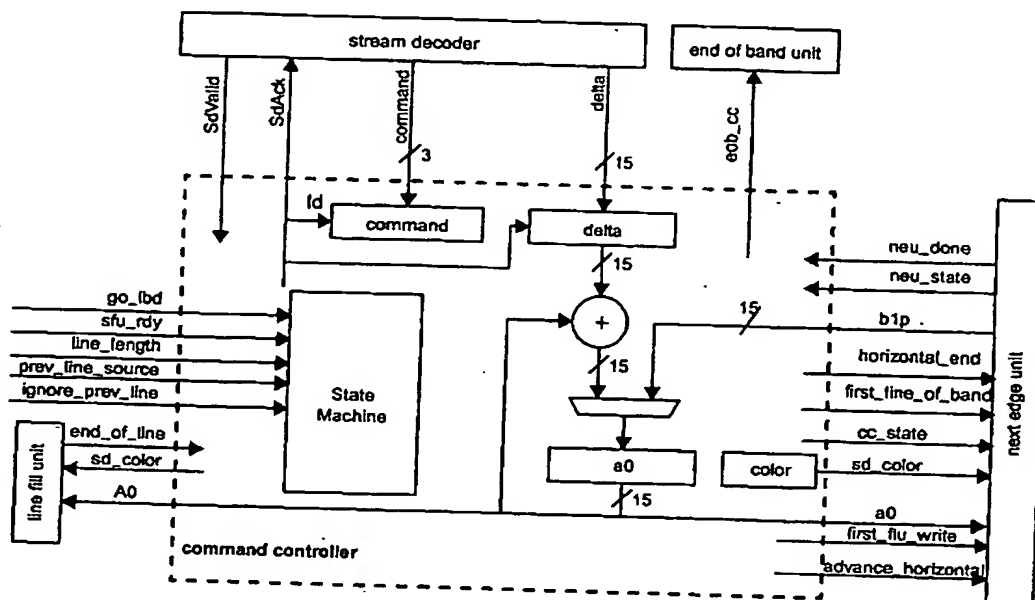 stream decoder
end of band unit
SdValid
SdAck
command
3
delta
15
eob_cc
ld
command
delta
15
neu_done
neu_state
go_lbd
sfu_rdy
line_length
prev_line_source
ignore_prev_line
State
Machine
+
15
b1p
15
horizontal_end
first_line_of_band
cc_state
next edge unit
line fill unit
end_of_line
sd_color
A0
a0
color
sd_color
15
a0
first_flu_write
advance_horizontal
command controller